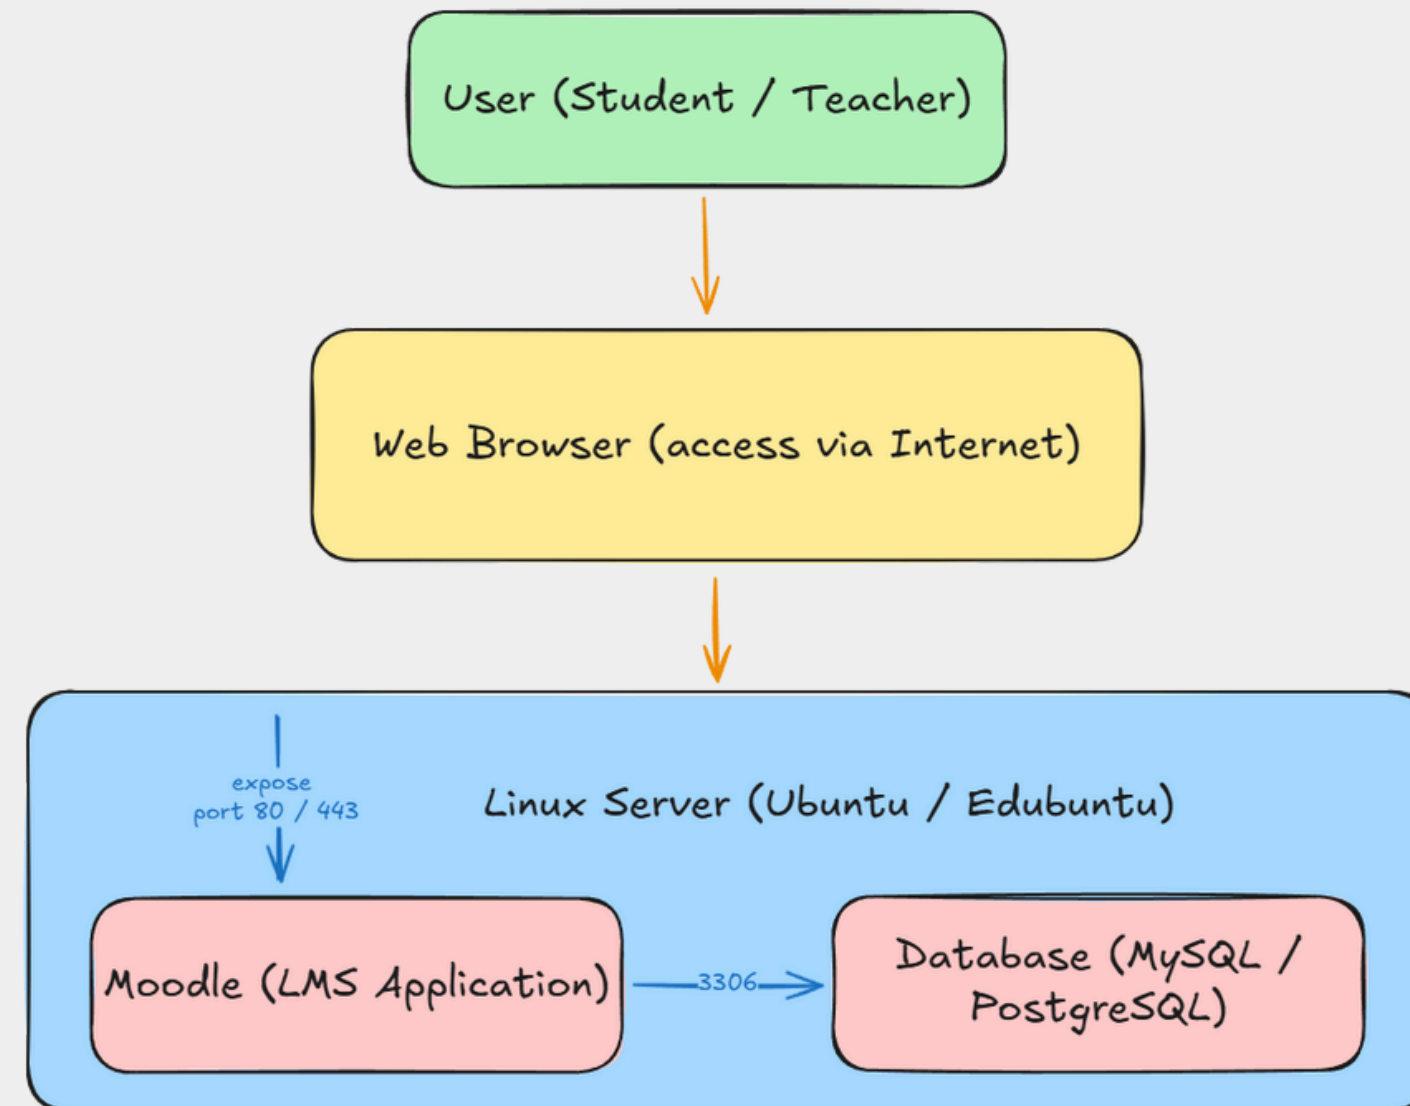 User (Student / Teacher)
Web Browser (access via Internet)
expose
port 80 / 443
Linux Server (Ubuntu / Edubuntu)
Moodle (LMS Application)
3306
Database (MySQL /
PostgreSQL)